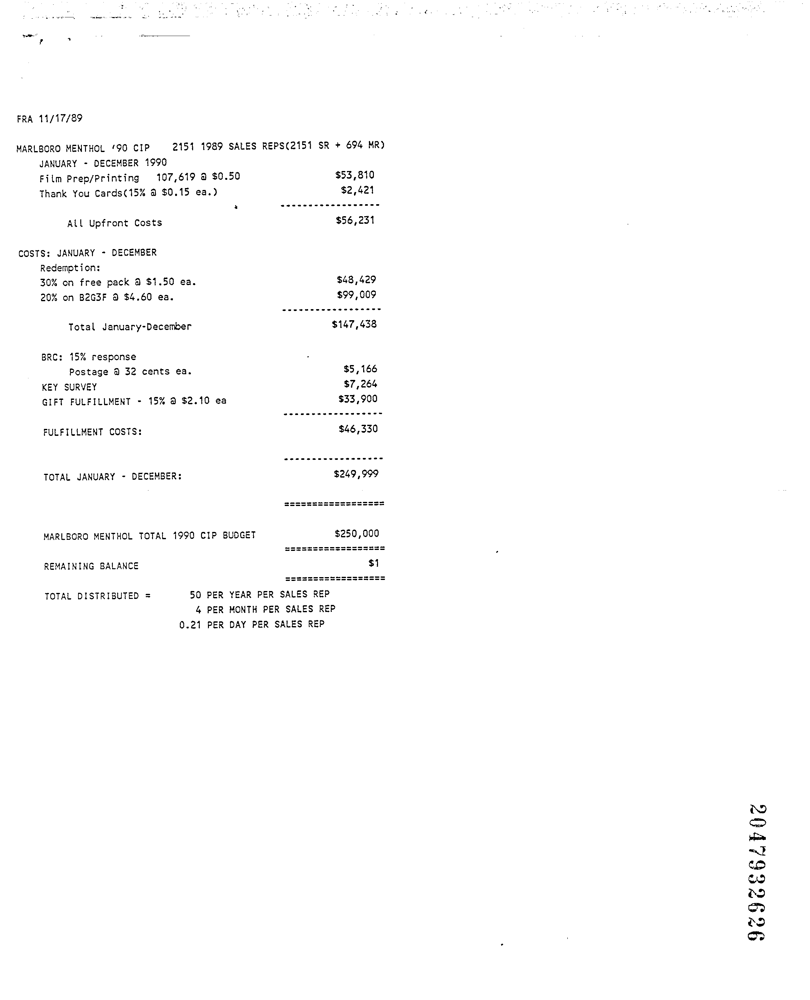 FRA 11/17/89
MARLBORO MENTHOL '90 CIP 2151 1989 SALES REPS(2151 SR + 694 MR)
JANUARY - DECEMBER 1990
Film Prep/Printing 107,619 @ $0.50 $53,810
Thank You Cards(15% @ $0.15 ea.) $2,421
------------------
All Upfront Costs $56,231
COSTS: JANUARY - DECEMBER
Redemption:
30% on free pack @ $1.50 ea. $48,429
20% on B2G3F @ $4.60 ea. $99,009
------------------
Total January-December $147,438
BRC: 15% response
Postage @ 32 cents ea. $5,166
KEY SURVEY $7,264
GIFT FULFILLMENT - 15% @ $2.10 ea $33,900
------------------
FULFILLMENT COSTS: $46,330
------------------
TOTAL JANUARY - DECEMBER: $249,999
==================
MARLBORO MENTHOL TOTAL 1990 CIP BUDGET $250,000
==================
REMAINING BALANCE $1
==================
TOTAL DISTRIBUTED = 50 PER YEAR PER SALES REP
4 PER MONTH PER SALES REP
0.21 PER DAY PER SALES REP
2047932626